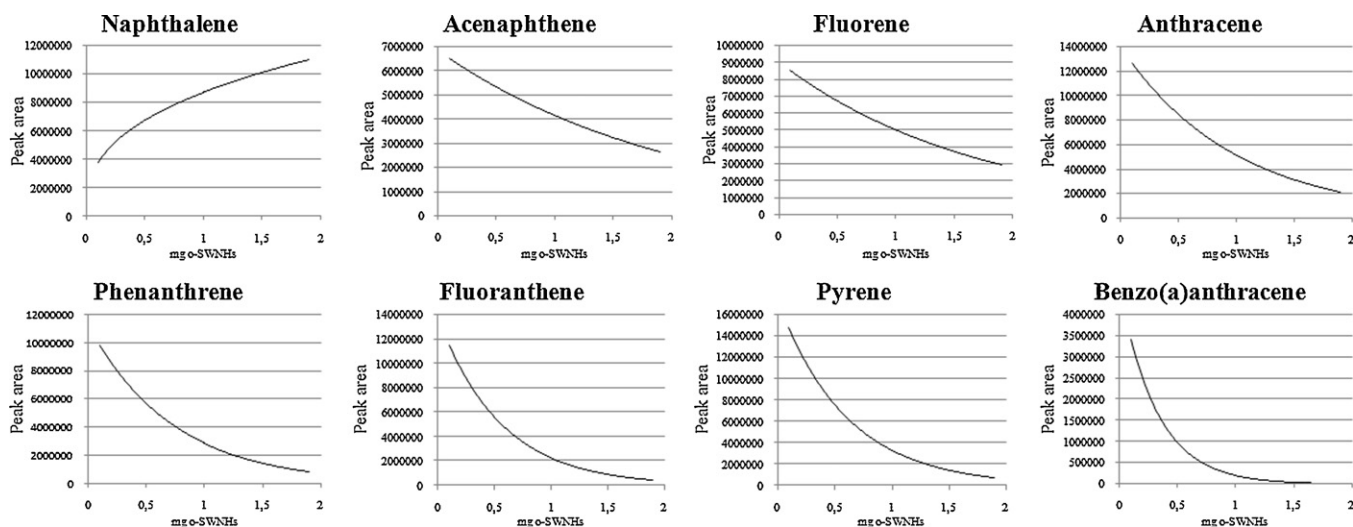 Naphthalene
Peak area
12000000
10000000
8000000
6000000
4000000
2000000
0
0 0,5 1 1,5 2
mg o-SWNHs
Acenaphthene
Peak area
7000000
6000000
5000000
4000000
3000000
2000000
1000000
0
0 0,5 1 1,5 2
mg o-SWNHs
Fluorene
Peak area
10000000
9000000
8000000
7000000
6000000
5000000
4000000
3000000
2000000
1000000
0
0 0,5 1 1,5 2
mg o-SWNHs
Anthracene
Peak area
14000000
12000000
10000000
8000000
6000000
4000000
2000000
0
0 0,5 1 1,5 2
mg o-SWNHs
Phenanthrene
Peak area
12000000
10000000
8000000
6000000
4000000
2000000
0
0 0,5 1 1,5 2
mg o-SWNHs
Fluoranthene
Peak area
14000000
12000000
10000000
8000000
6000000
4000000
2000000
0
0 0,5 1 1,5 2
mg o-SWNHs
Pyrene
Peak area
16000000
14000000
12000000
10000000
8000000
6000000
4000000
2000000
0
0 0,5 1 1,5 2
mg o-SWNHs
Benzo(a)anthracene
Peak area
4000000
3500000
3000000
2500000
2000000
1500000
1000000
500000
0
0 0,5 1 1,5 2
mg o-SWNHs